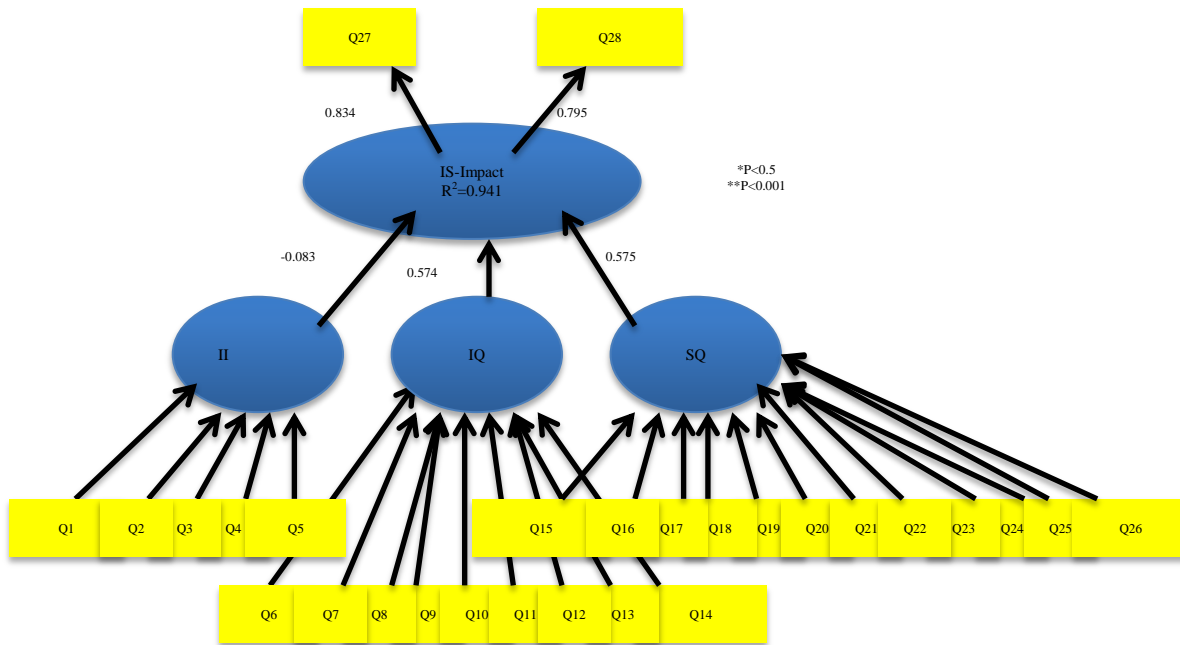 Q27
Q28
0.834
0.795
IS-Impact
R²=0.941
*P<0.5
**P<0.001
-0.083
0.574
0.575
II
IQ
SQ
Q1
Q2
Q3
Q4
Q5
Q15
Q16
Q17
Q18
Q19
Q20
Q21
Q22
Q23
Q24
Q25
Q26
Q6
Q7
Q8
Q9
Q10
Q11
Q12
Q13
Q14